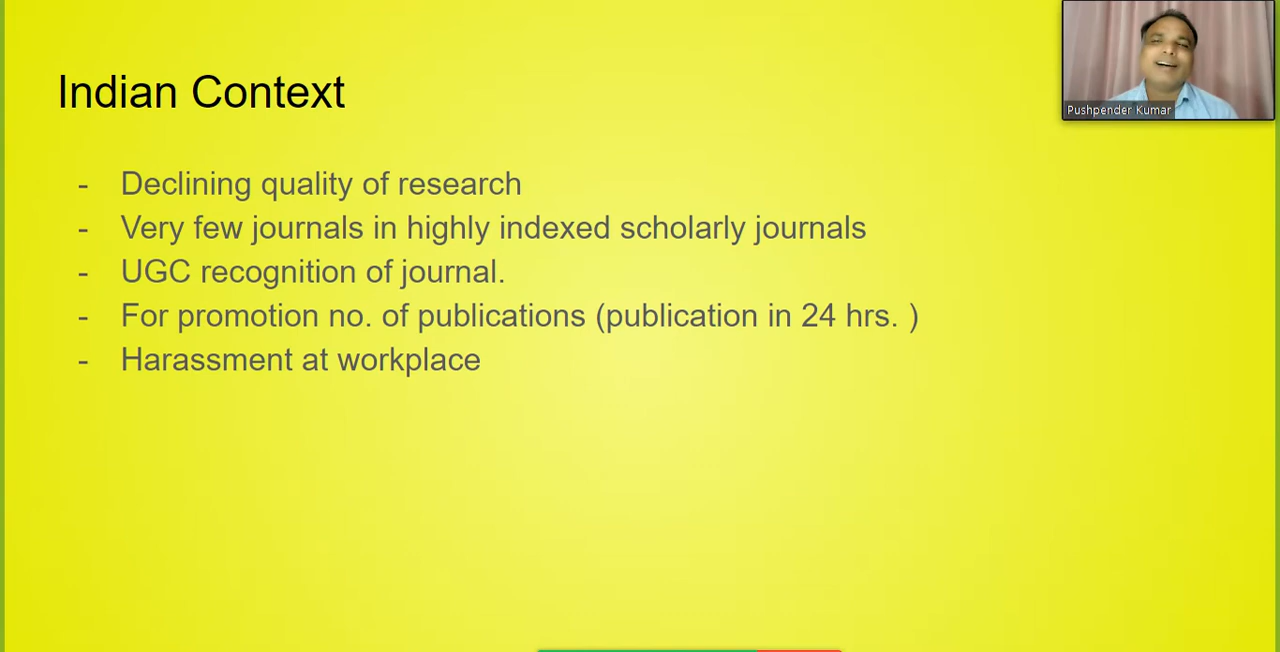 Indian Context
Pushpender Kumar
- Declining quality of research
- Very few journals in highly indexed scholarly journals
- UGC recognition of journal.
- For promotion no. of publications (publication in 24 hrs. )
- Harassment at workplace